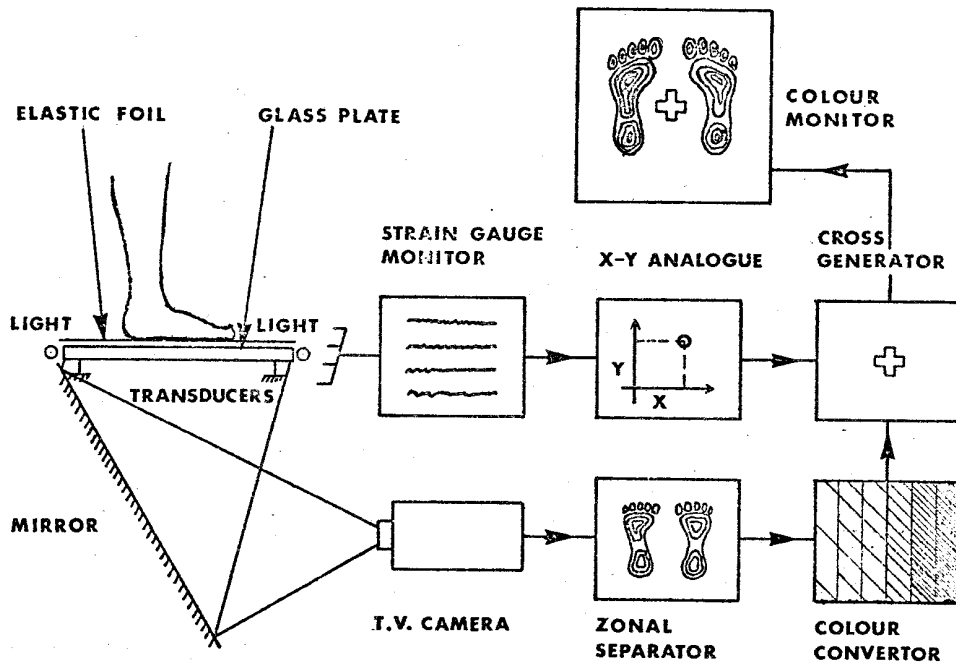 COLOUR
MONITOR
ELASTIC FOIL
GLASS PLATE
STRAIN GAUGE
MONITOR
X-Y ANALOGUE
CROSS
GENERATOR
LIGHT
LIGHT
Y
X
TRANSDUCERS
MIRROR
T.V. CAMERA
ZONAL
SEPARATOR
COLOUR
CONVERTOR